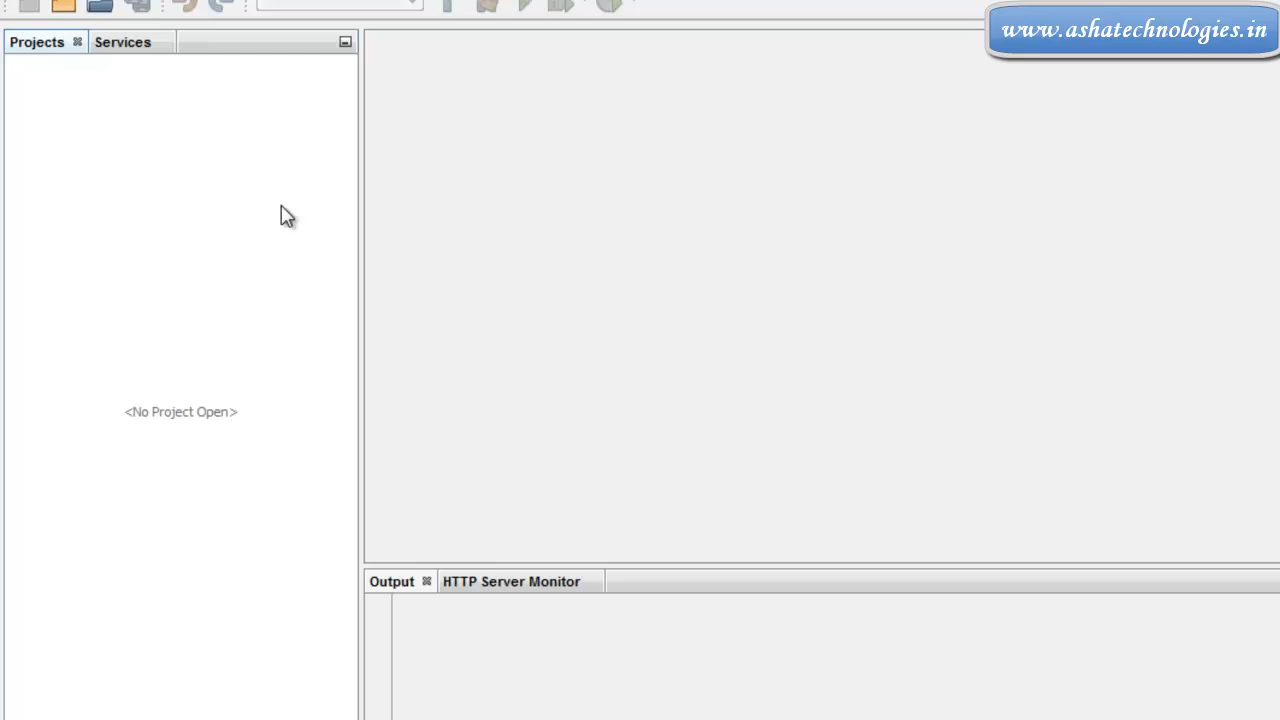 www.ashatechnologies.in
Projects
Services
<No Project Open>
Output
HTTP Server Monitor